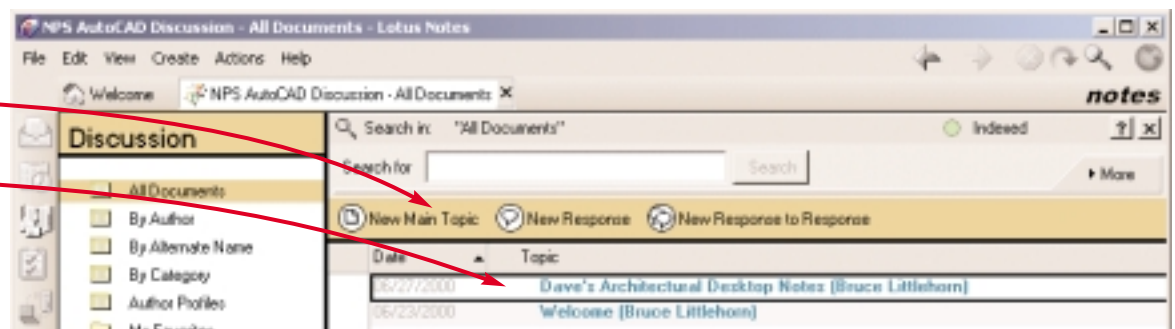 NPS AutoCAD Discussion - All Documents - Lotus Notes
File Edit View Create Actions Help
Welcome NPS AutoCAD Discussion - All Documents
notes
Discussion
Search in: "All Documents" Indexed
Search for Search More
All Documents
By Author
By Alternate Name
By Category
Author Profiles
My Favorites
New Main Topic New Response New Response to Response
Date Topic
06/27/2000 Dave's Architectural Desktop Notes (Bruce Littlehorn)
06/23/2000 Welcome (Bruce Littlehorn)